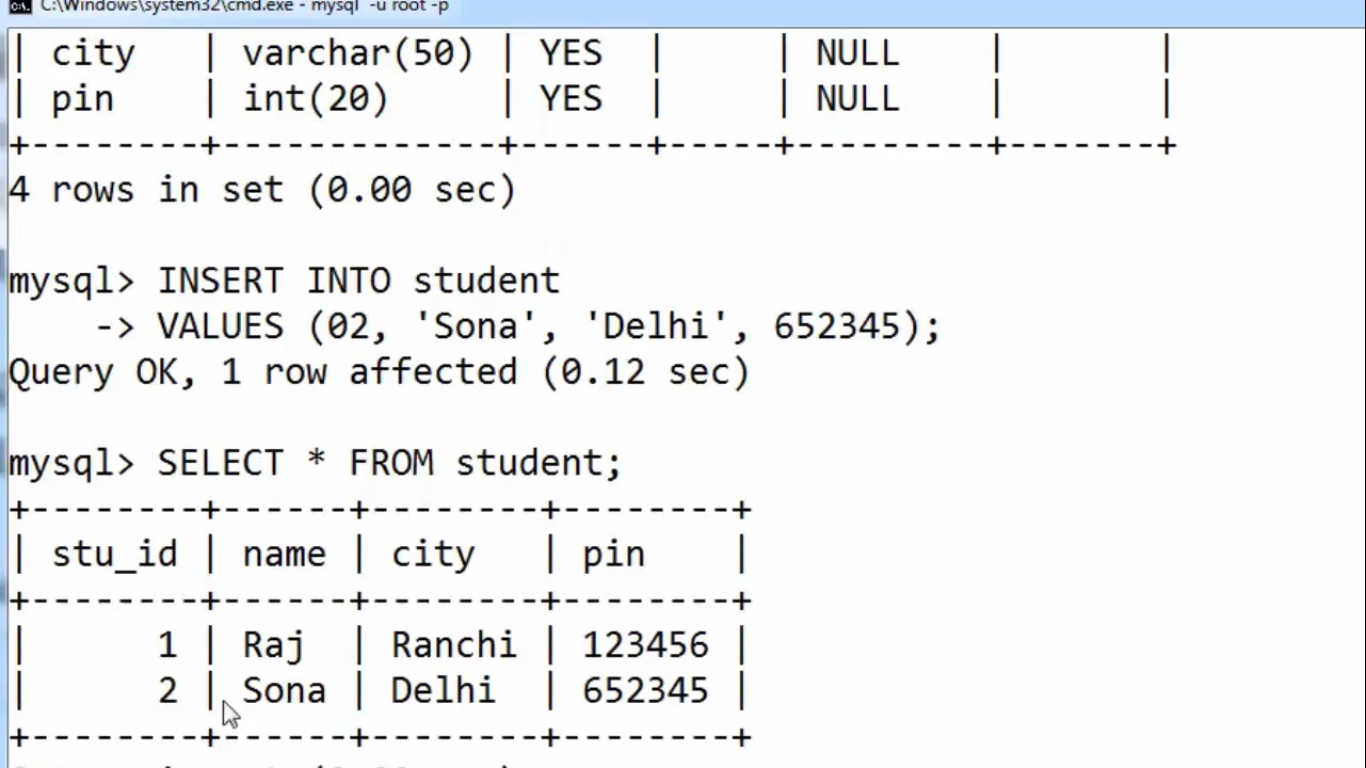 C:\Windows\system32\cmd.exe - mysql -u root -p
| city   | varchar(50) | YES  |     | NULL    |       |
| pin    | int(20)     | YES  |     | NULL    |       |
+--------+-------------+------+-----+---------+-------+
4 rows in set (0.00 sec)
mysql> INSERT INTO student
    -> VALUES (02, 'Sona', 'Delhi', 652345);
Query OK, 1 row affected (0.12 sec)
mysql> SELECT * FROM student;
+--------+------+--------+--------+
| stu_id | name | city   | pin    |
+--------+------+--------+--------+
|      1 | Raj  | Ranchi | 123456 |
|      2 | Sona | Delhi  | 652345 |
+--------+------+--------+--------+